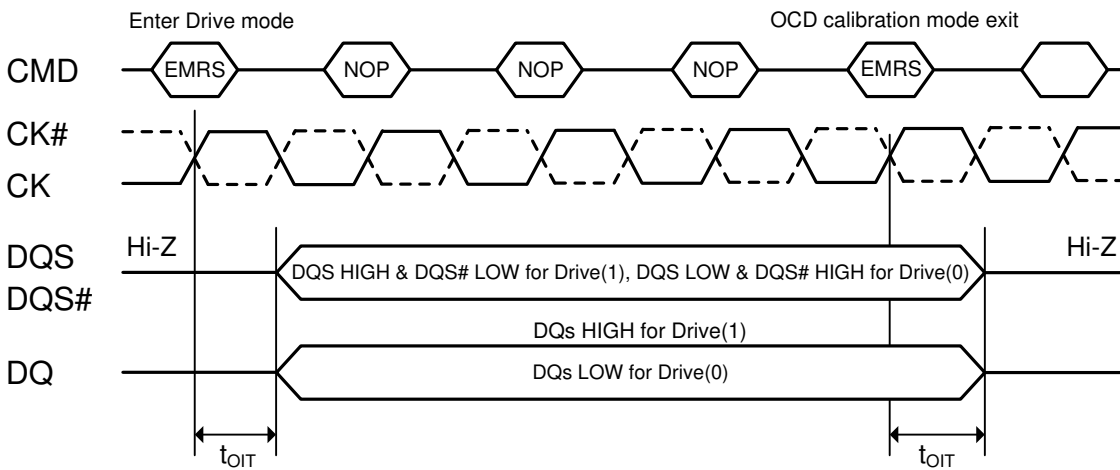 Enter Drive mode
OCD calibration mode exit
CMD
EMRS
NOP
NOP
NOP
EMRS
CK#
CK
Hi-Z
Hi-Z
DQS
DQS HIGH & DQS# LOW for Drive(1), DQS LOW & DQS# HIGH for Drive(0)
DQS#
DQs HIGH for Drive(1)
DQ
DQs LOW for Drive(0)
tOIT
tOIT